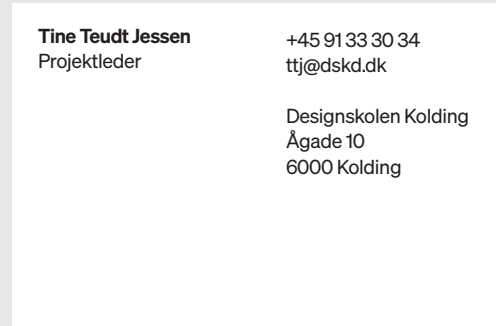 Tine Teudt Jessen
Projektleder
+45 91 33 30 34
ttj@dskd.dk
Designskolen Kolding
Ågade 10
6000 Kolding